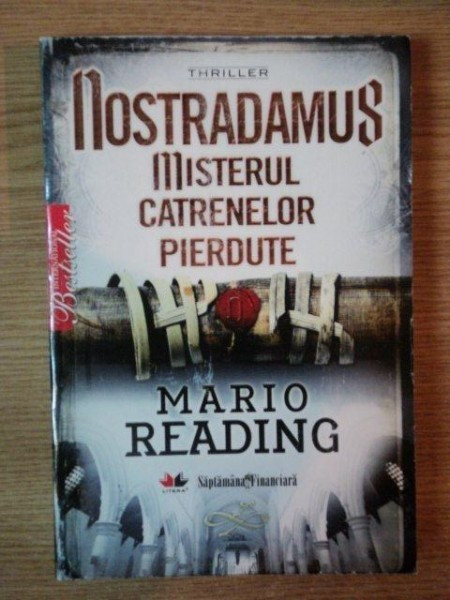 THRILLER
NOSTRADAMUS
MISTERUL
CATRENELOR
PIERDUTE
Bestseller
MARIO
READING
LITERA
Săptămâna Financiară